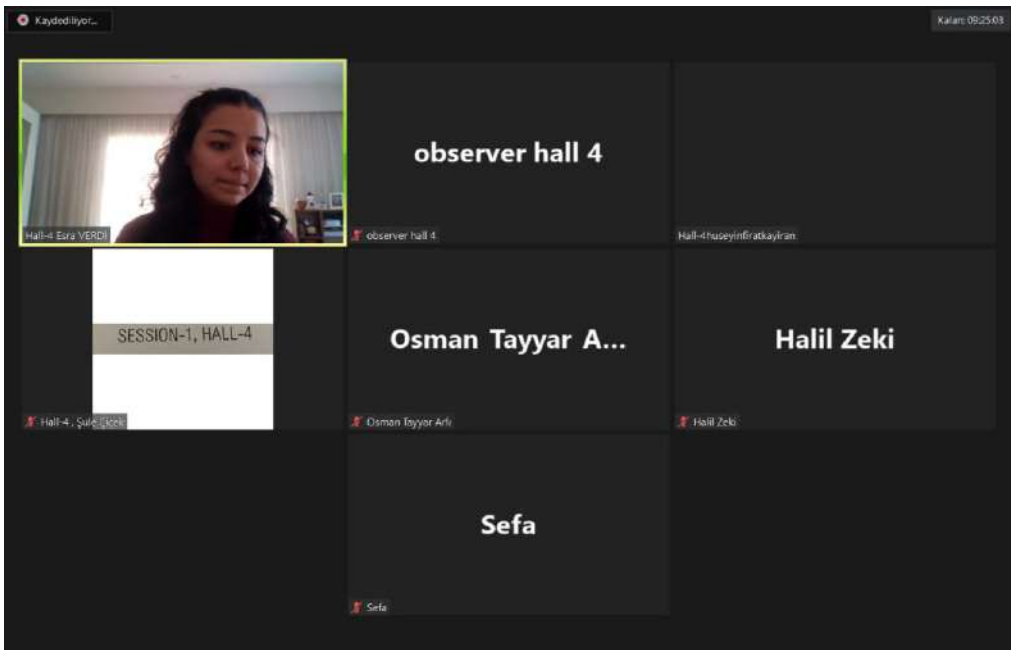 Kaydediliyor...
Kalan: 09:25:03
Hall-4 Esra VERDİ
observer hall 4
observer hall 4
Hall-4huseyinfiratkayiran
SESSION-1, HALL-4
Hall-4 , Şule Çiçek
Osman Tayyar A...
Osman Tayyar Arlı
Halil Zeki
Halil Zeki
Sefa
Sefa